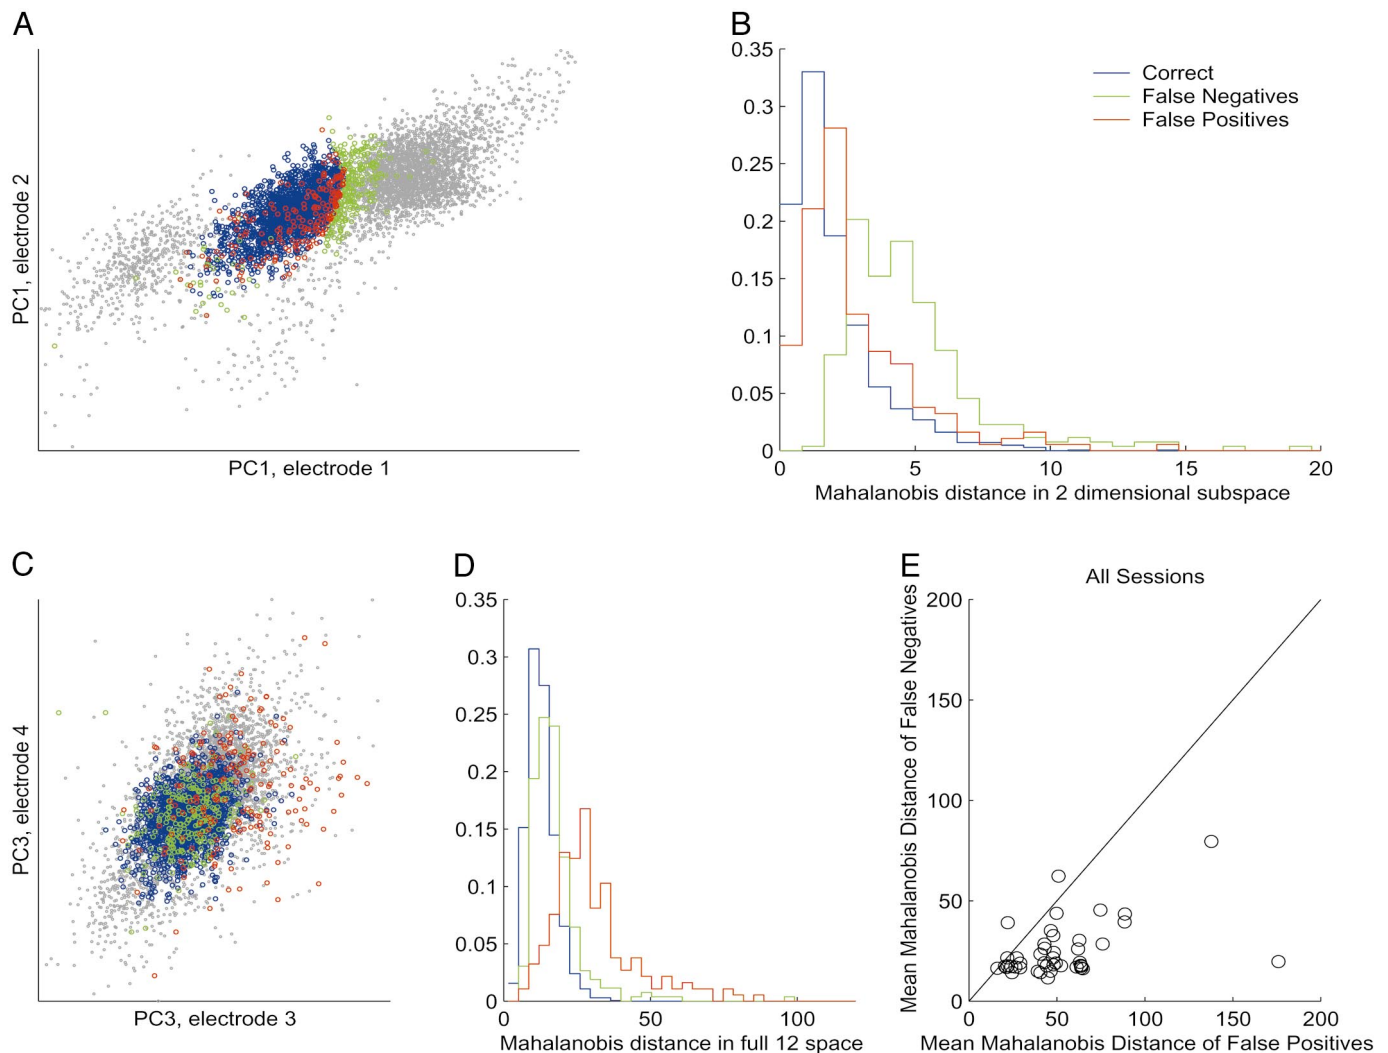 A
PC1, electrode 2
PC1, electrode 1
B
0.35
0.3
0.25
0.2
0.15
0.1
0.05
0
0 5 10 15 20
Correct
False Negatives
False Positives
Mahalanobis distance in 2 dimensional subspace
C
PC3, electrode 4
PC3, electrode 3
D
0.35
0.3
0.25
0.2
0.15
0.1
0.05
0
0 50 100
Mahalanobis distance in full 12 space
E
All Sessions
Mean Mahalanobis Distance of False Negatives
200
150
100
50
0
0 50 100 150 200
Mean Mahalanobis Distance of False Positives